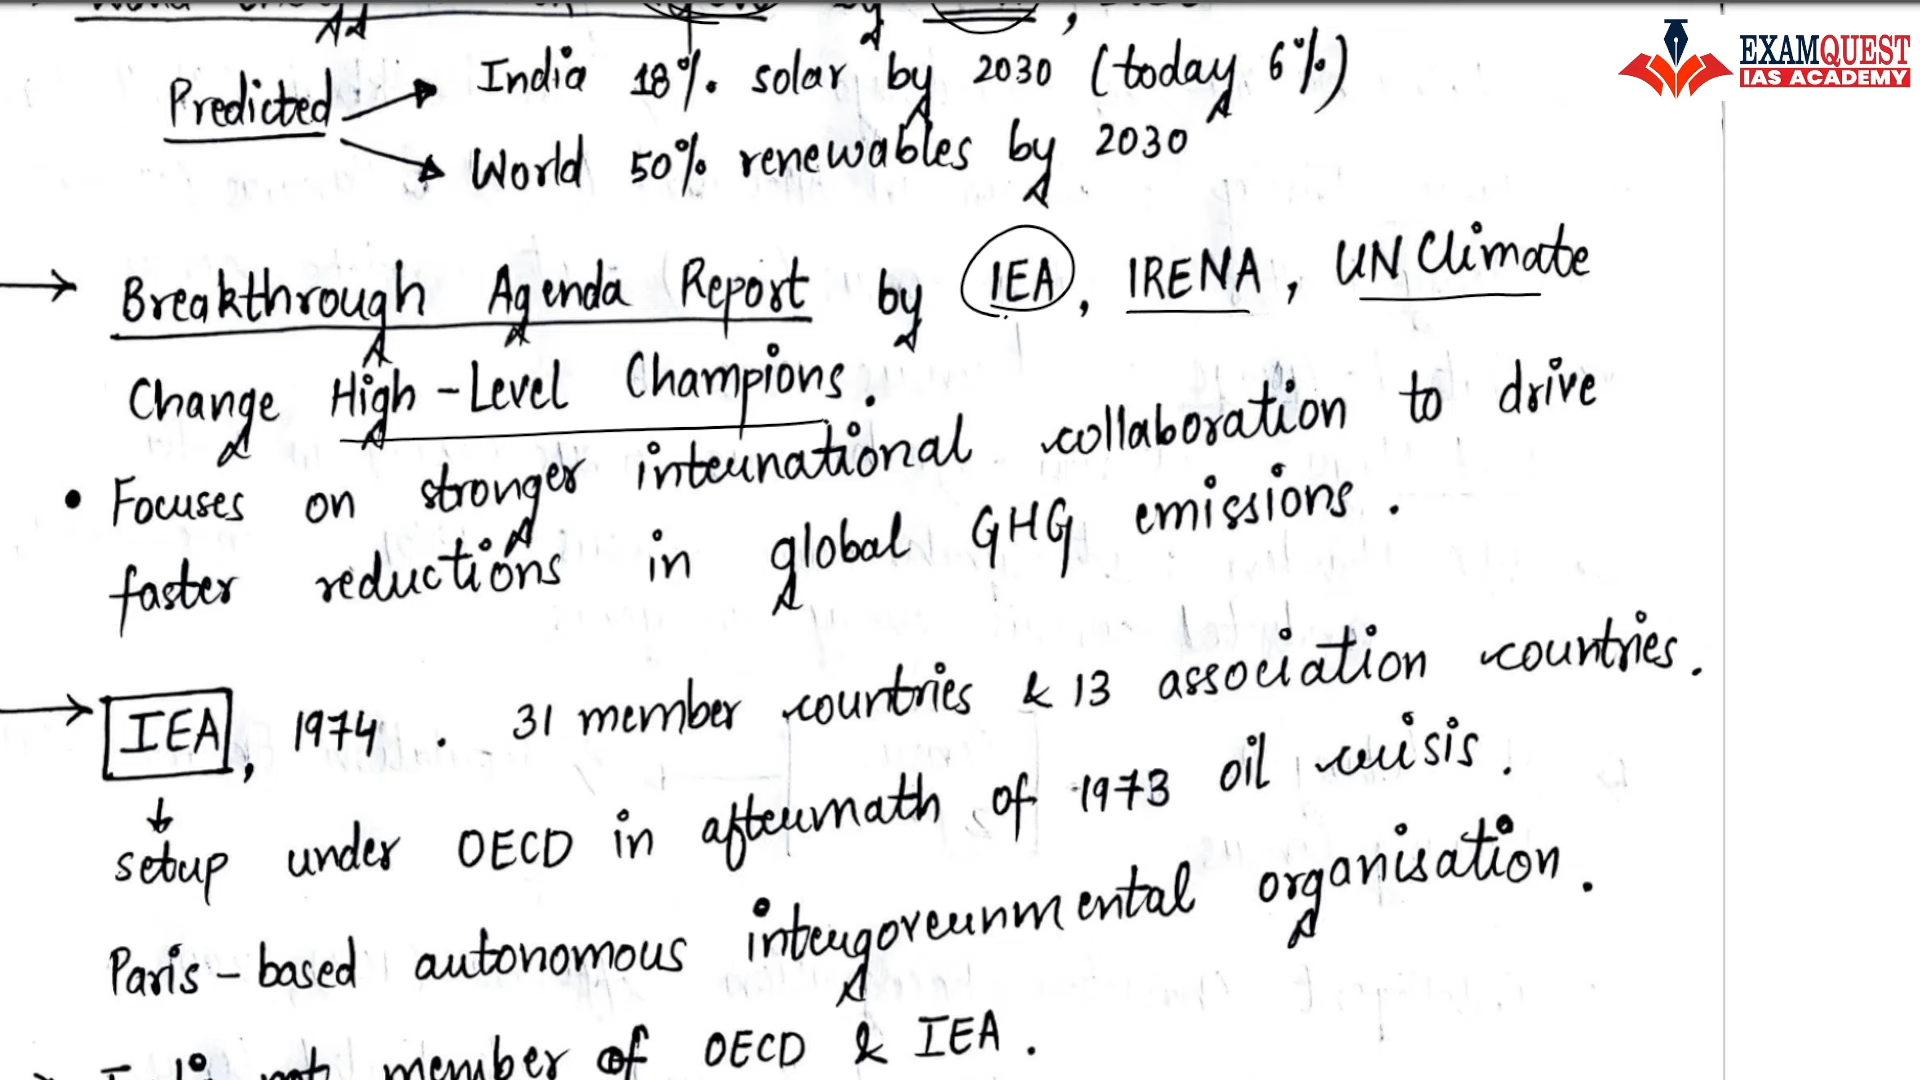 by
Predicted → India 18% solar by 2030 (today 6%)
→ World 50% renewables by 2030
EXAMQUEST
IAS ACADEMY
→ Breakthrough Agenda Report by IEA, IRENA, UN Climate
Change High-Level Champions.
• Focuses on stronger international collaboration to drive
faster reductions in global GHG emissions.
→ IEA, 1974. 31 member countries & 13 association countries.
↓
setup under OECD in aftermath of 1973 oil crisis.
Paris-based autonomous intergovernmental organisation.
not member of OECD & IEA.